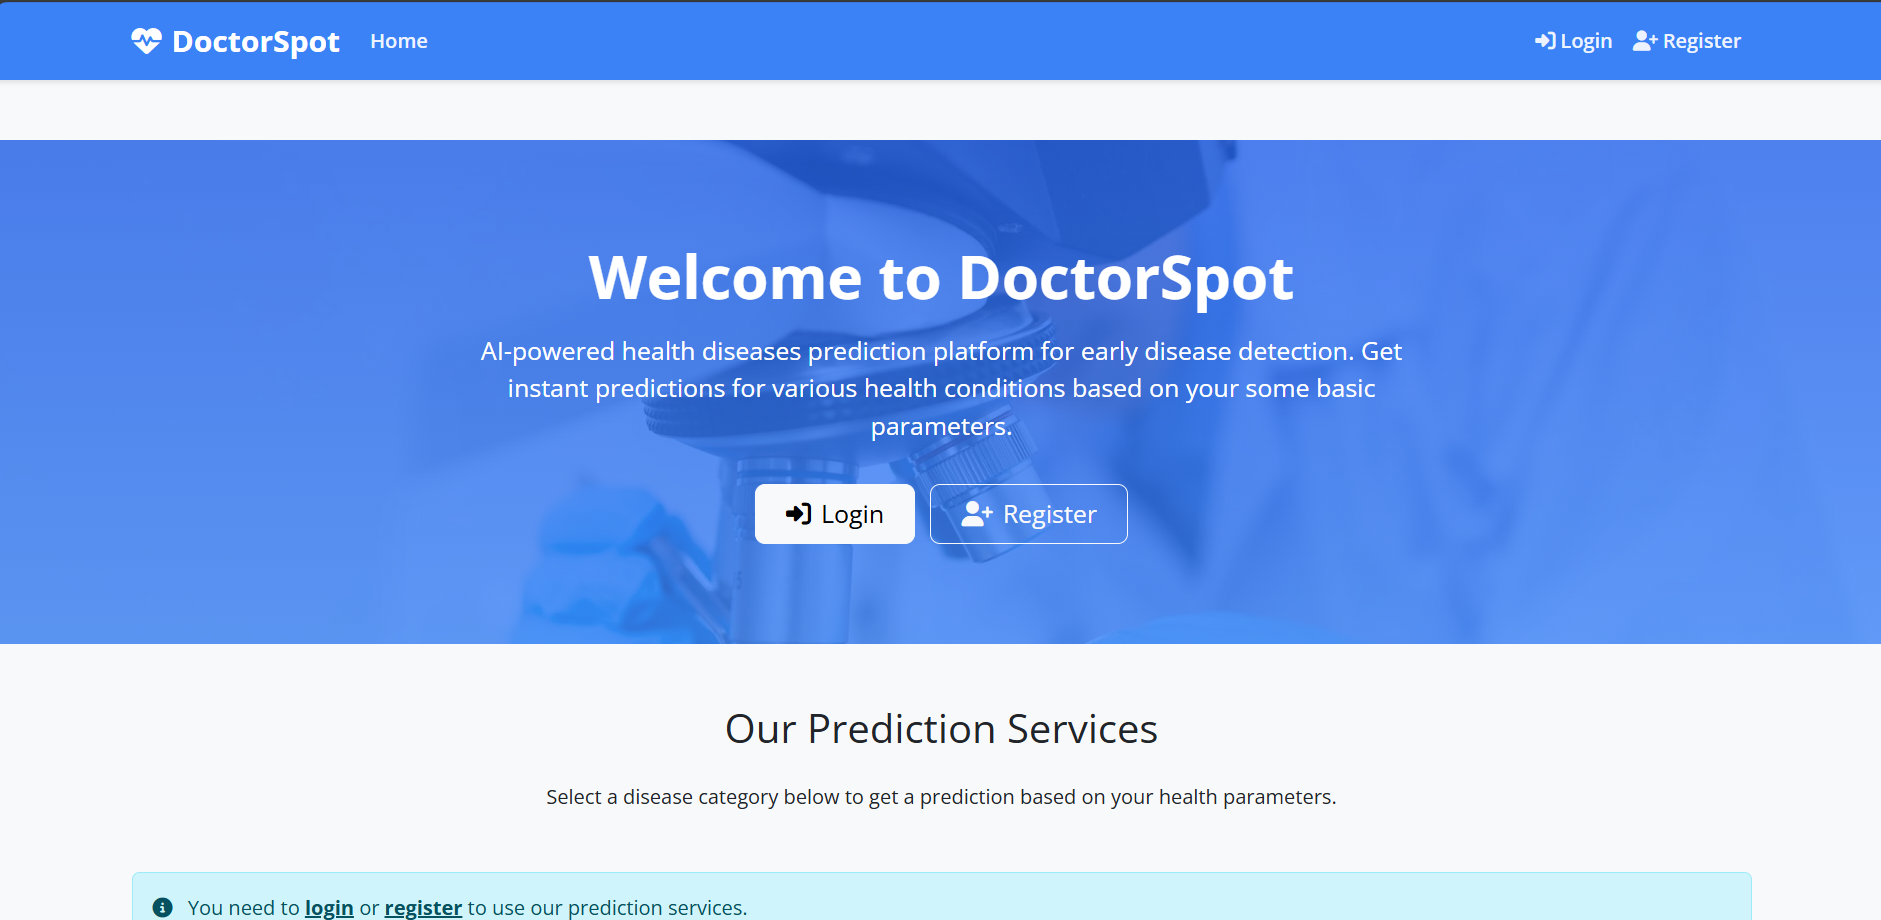 DoctorSpot Home Login Register
Welcome to DoctorSpot
AI-powered health diseases prediction platform for early disease detection. Get
instant predictions for various health conditions based on your some basic
parameters.
Login Register
Our Prediction Services
Select a disease category below to get a prediction based on your health parameters.
You need to login or register to use our prediction services.